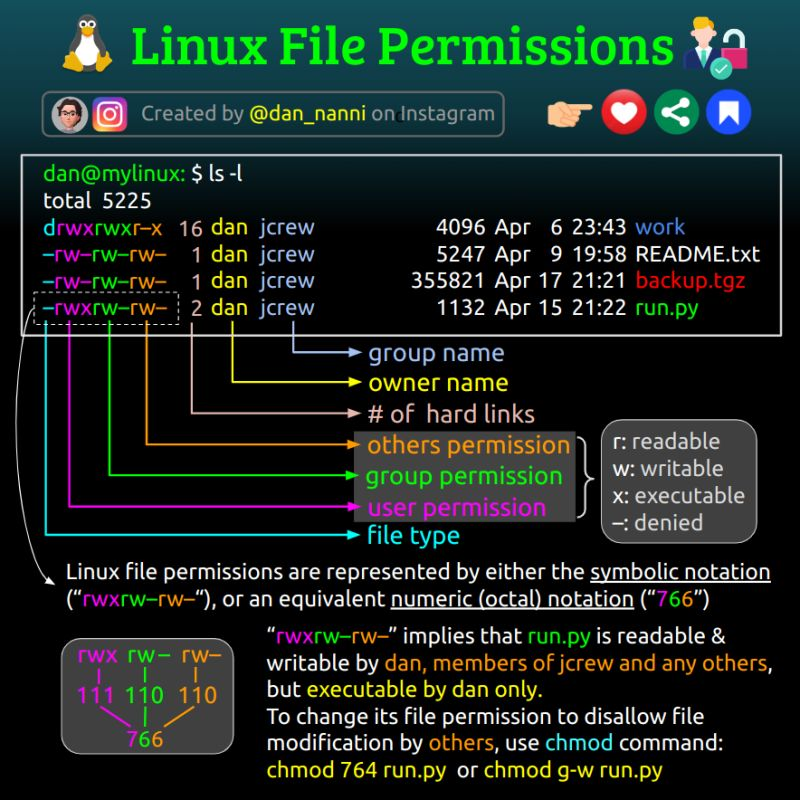 Linux File Permissions
Created by @dan_nanni on Instagram
dan@mylinux: $ ls -l
total 5225
drwxrwxr–x 16 dan jcrew 4096 Apr 6 23:43 work
–rw–rw–rw– 1 dan jcrew 5247 Apr 9 19:58 README.txt
–rw–rw–rw– 1 dan jcrew 355821 Apr 17 21:21 backup.tgz
–rwxrw–rw– 2 dan jcrew 1132 Apr 15 21:22 run.py
group name
owner name
# of hard links
others permission
group permission
user permission
file type
r: readable
w: writable
x: executable
–: denied
Linux file permissions are represented by either the symbolic notation
(“rwxrw–rw–“), or an equivalent numeric (octal) notation (“766”)
rwx rw– rw–
111 110 110
766
“rwxrw–rw–” implies that run.py is readable &
writable by dan, members of jcrew and any others,
but executable by dan only.
To change its file permission to disallow file
modification by others, use chmod command:
chmod 764 run.py or chmod g-w run.py